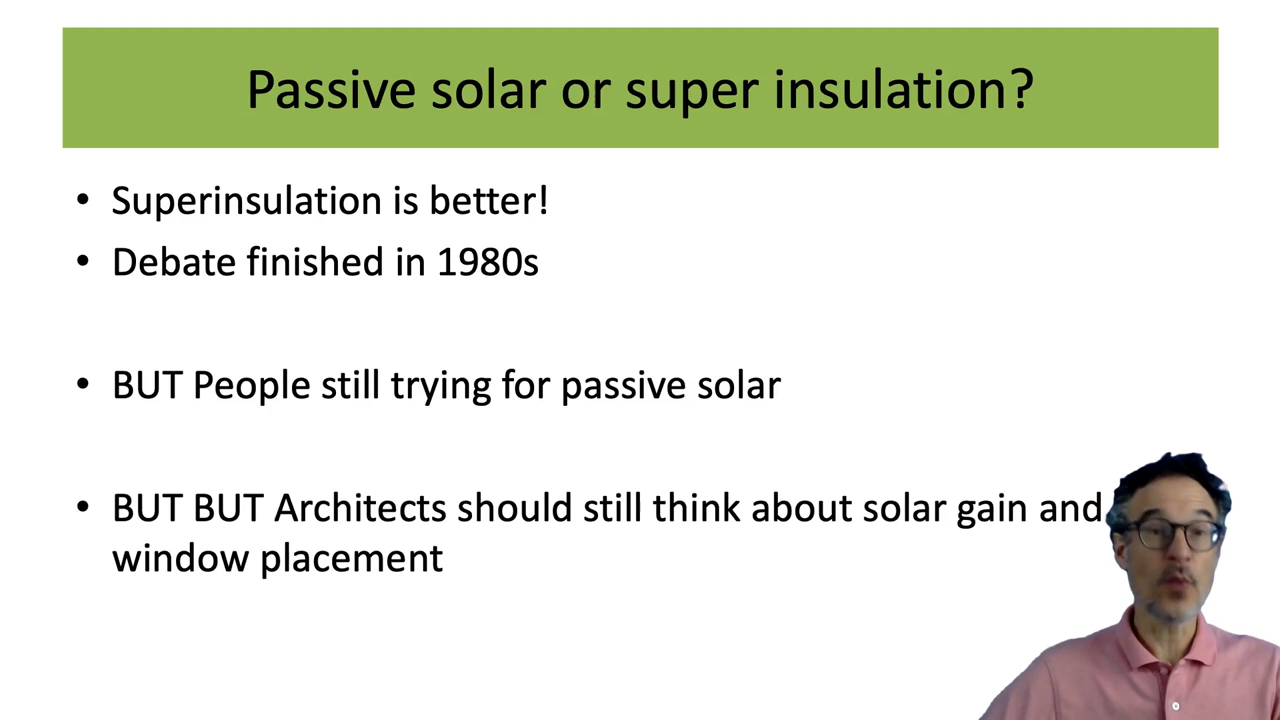 Passive solar or super insulation?
• Superinsulation is better!
• Debate finished in 1980s
• BUT People still trying for passive solar
• BUT BUT Architects should still think about solar gain and
window placement